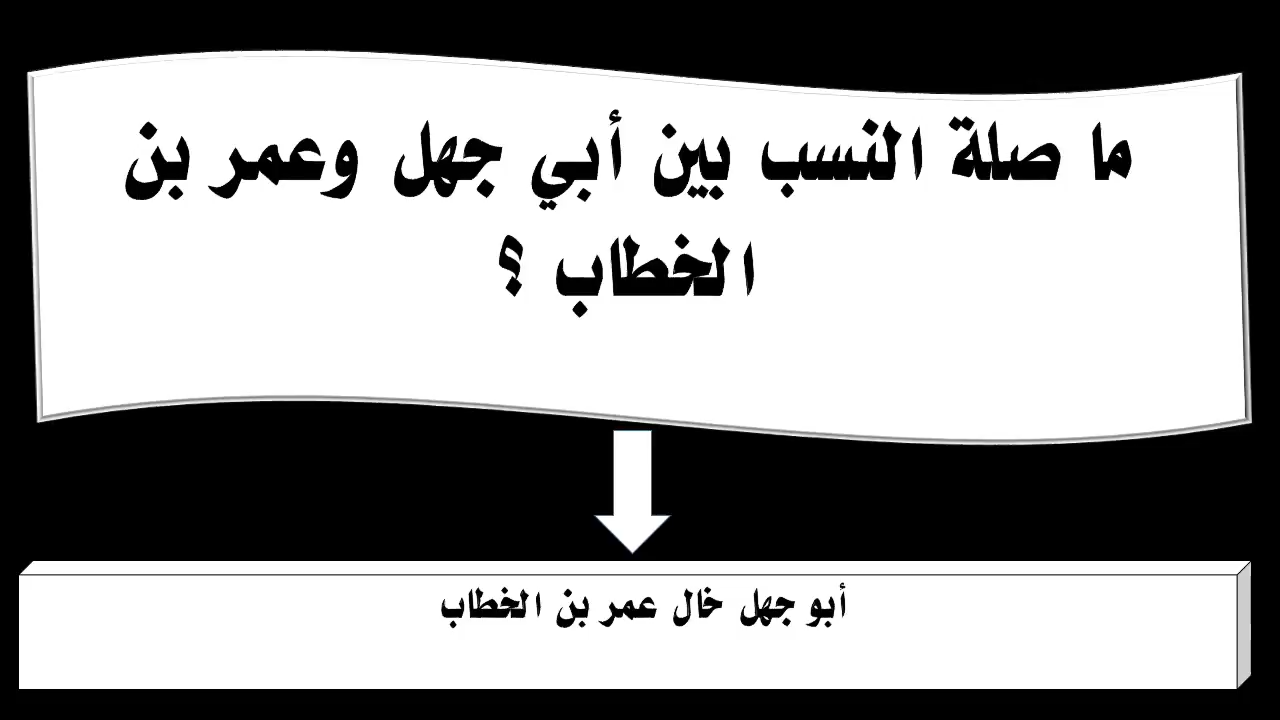 ما صلة النسب بين أبي جهل وعمر بن
الخطاب ؟
أبو جهل خال عمر بن الخطاب